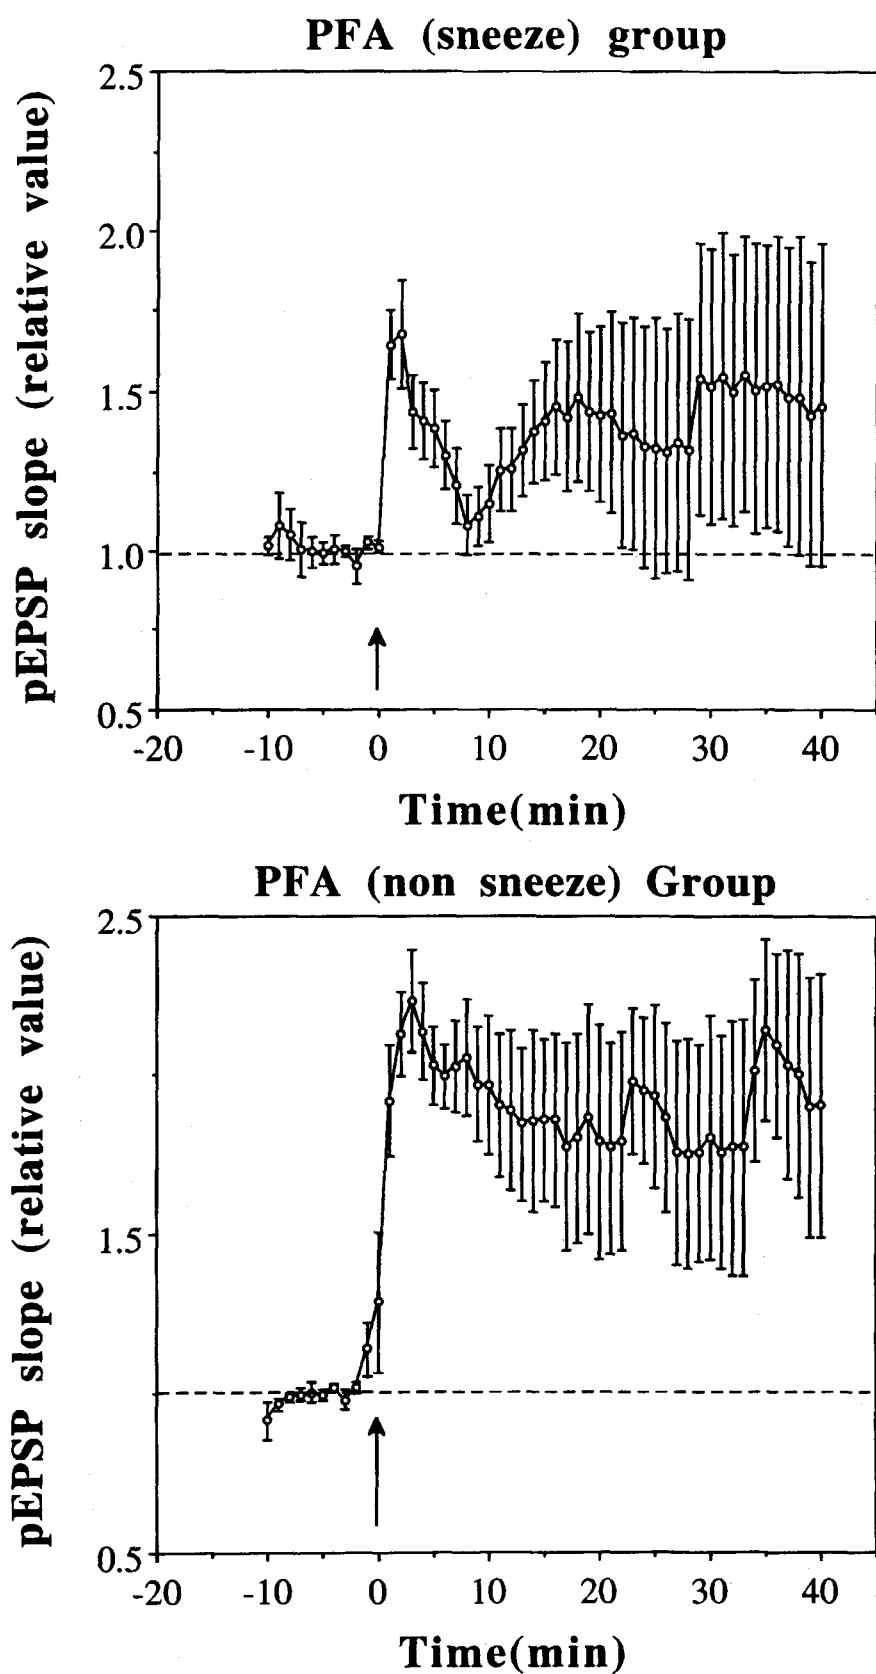 PFA (sneeze) group
pEPSP slope (relative value)
2.5
2.0
1.5
1.0
0.5
-20 -10 0 10 20 30 40
Time(min)
PFA (non sneeze) Group
pEPSP slope (relative value)
2.5
1.5
0.5
-20 -10 0 10 20 30 40
Time(min)